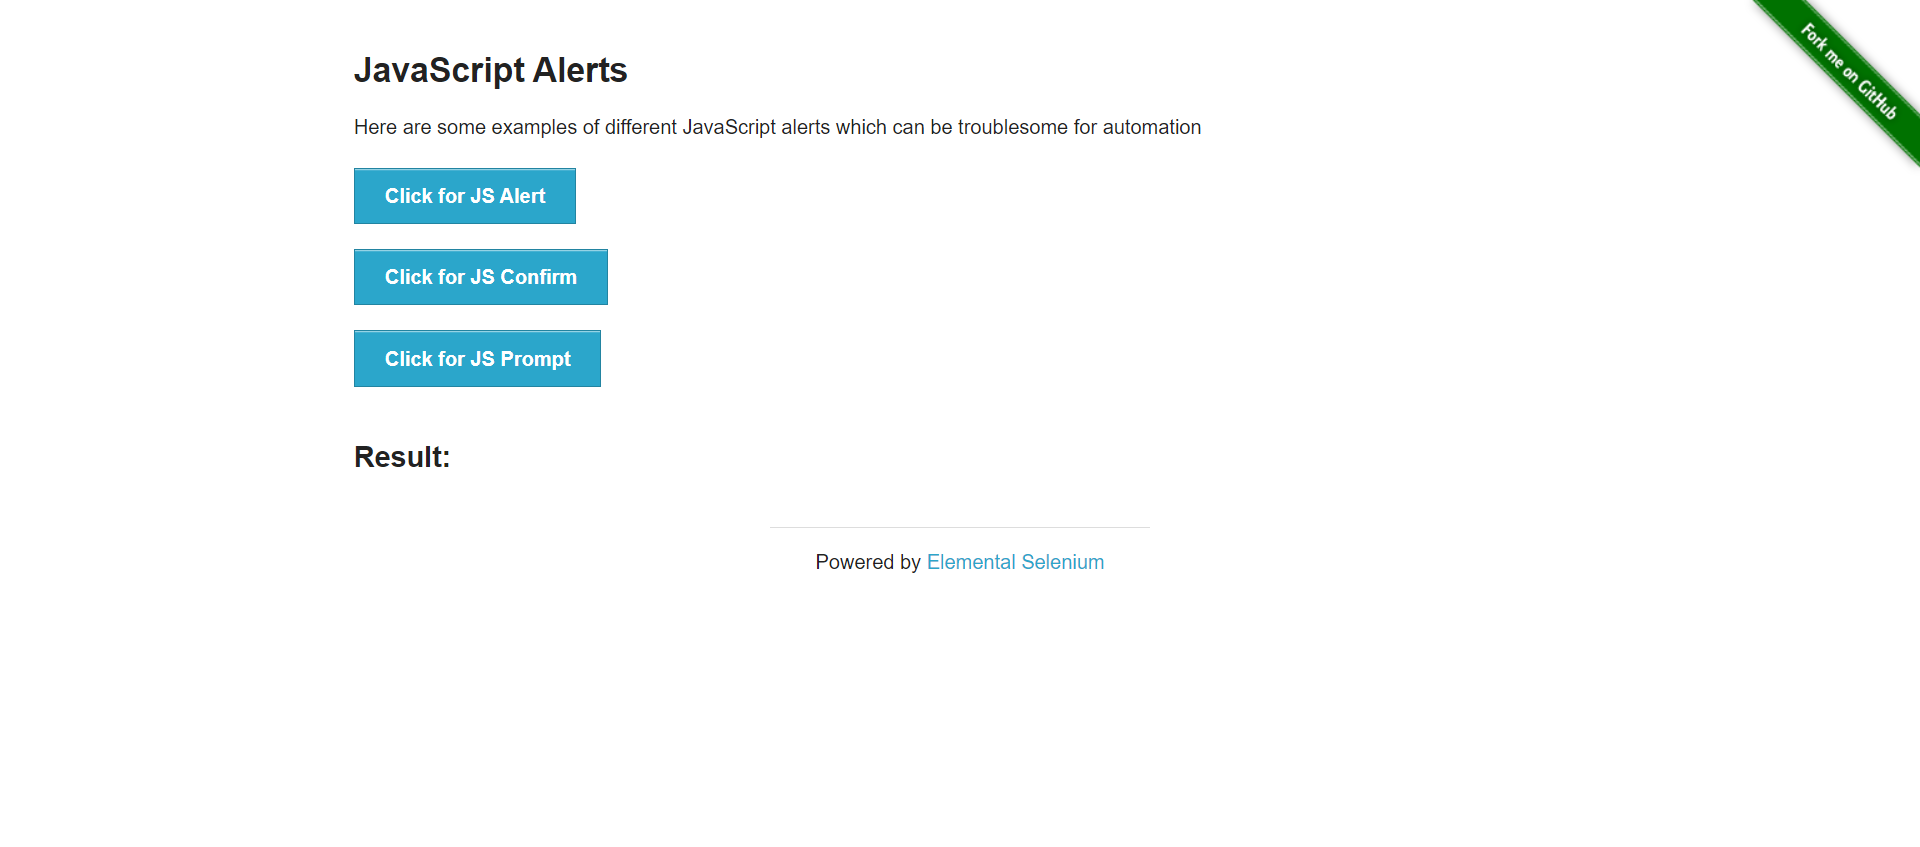 Fork me on GitHub
JavaScript Alerts
Here are some examples of different JavaScript alerts which can be troublesome for automation
Click for JS Alert
Click for JS Confirm
Click for JS Prompt
Result:
Powered by Elemental Selenium